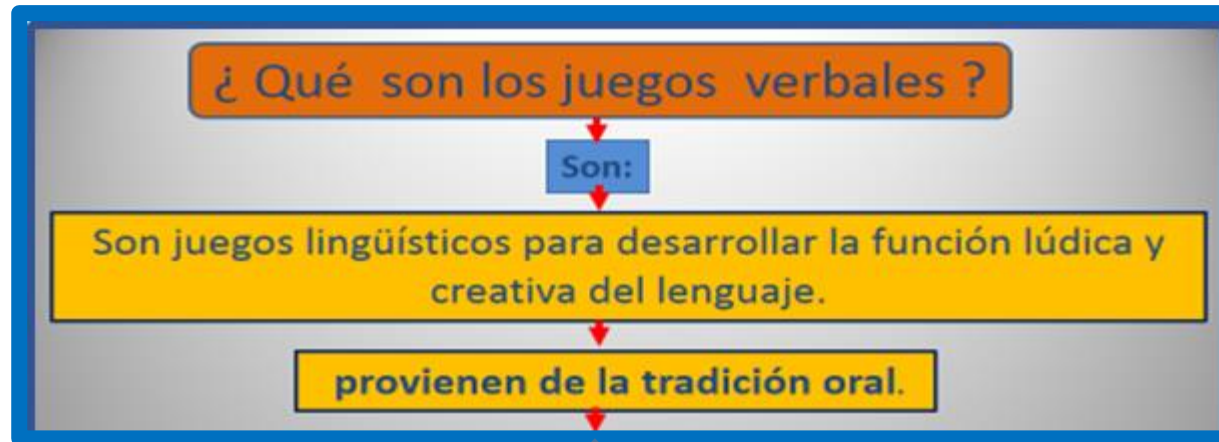 ¿ Qué son los juegos verbales ?
Son:
Son juegos lingüísticos para desarrollar la función lúdica y
creativa del lenguaje.
provienen de la tradición oral.